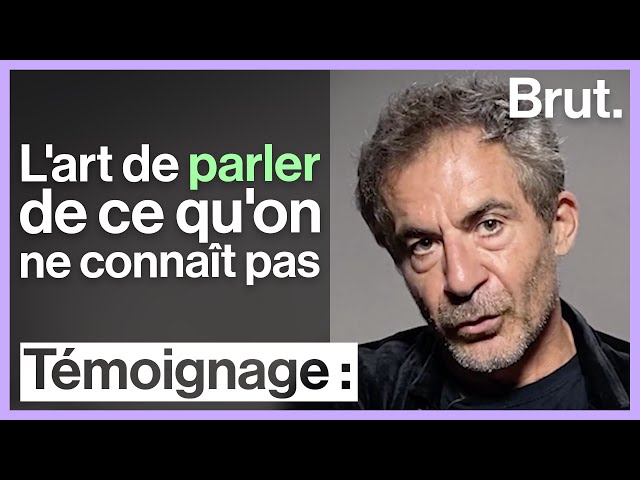 Brut.
L'art de parler
de ce qu'on
ne connaît pas
Témoignage :